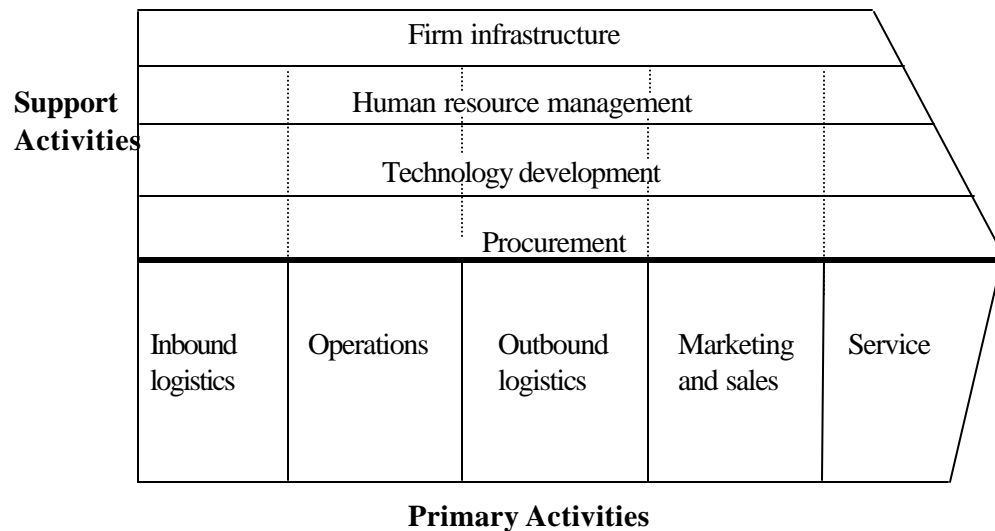 Firm infrastructure
Support
Activities
Human resource management
Technology development
Procurement
Inbound
logistics
Operations
Outbound
logistics
Marketing
and sales
Service
Primary Activities